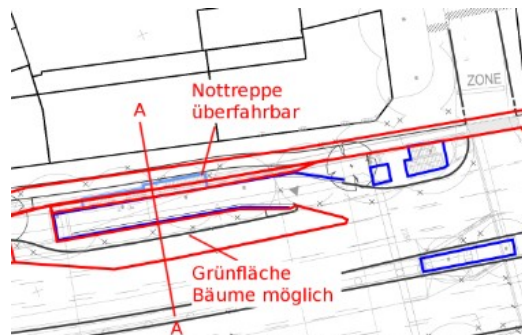 ZONE
A
Nottreppe
überfahrbar
Grünfläche
Bäume möglich
A